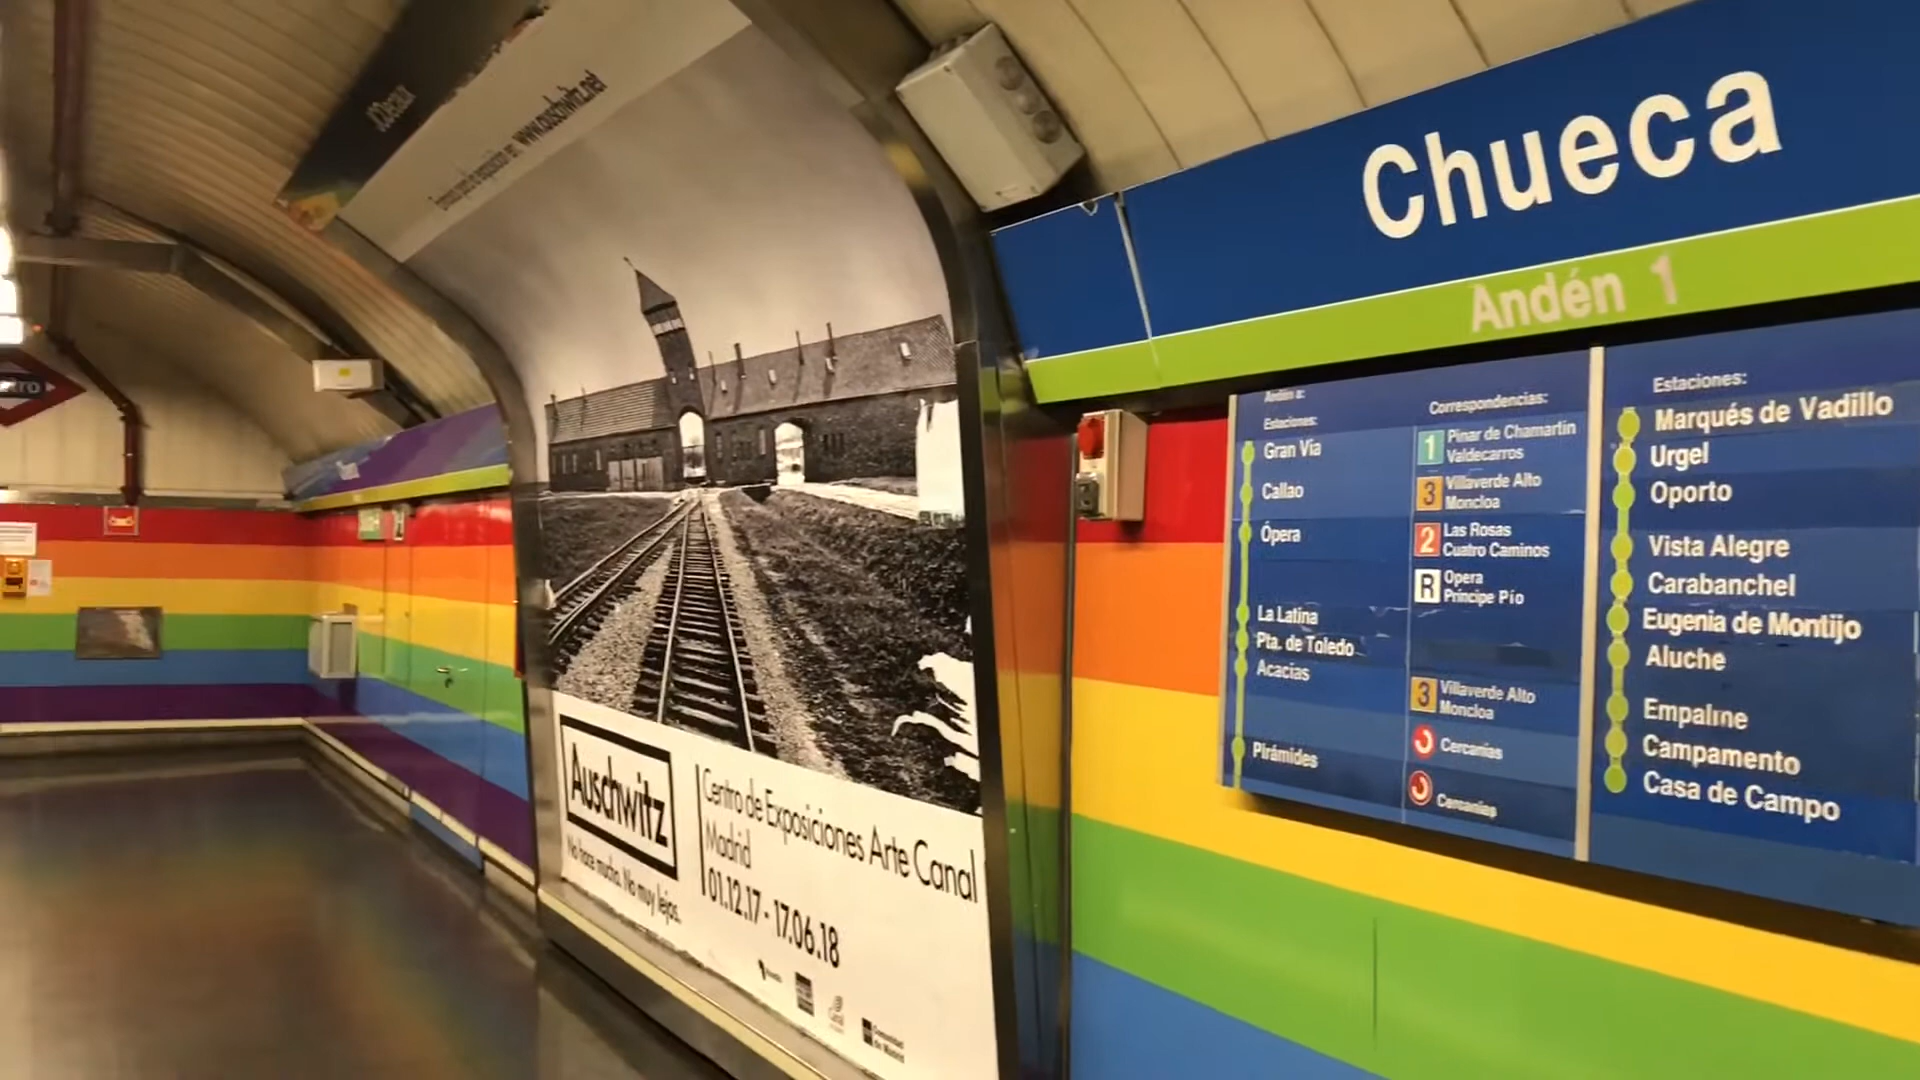 JCDecaux
www.auschwitz.net
Auschwitz
No hace mucho. No muy lejos.
Centro de Exposiciones Arte Canal
Madrid
01.12.17 - 17.06.18
Chueca
Andén 1
Andén a:
Estaciones:
Correspondencias:
Gran Vía
1 Pinar de Chamartín
Valdecarros
Callao
3 Villaverde Alto
Moncloa
Ópera
2 Las Rosas
Cuatro Caminos
R Opera
Príncipe Pío
La Latina
Pta. de Toledo
Acacias
3 Villaverde Alto
Moncloa
Cercanías
Pirámides
Cercanías
Estaciones:
Marqués de Vadillo
Urgel
Oporto
Vista Alegre
Carabanchel
Eugenia de Montijo
Aluche
Empalme
Campamento
Casa de Campo